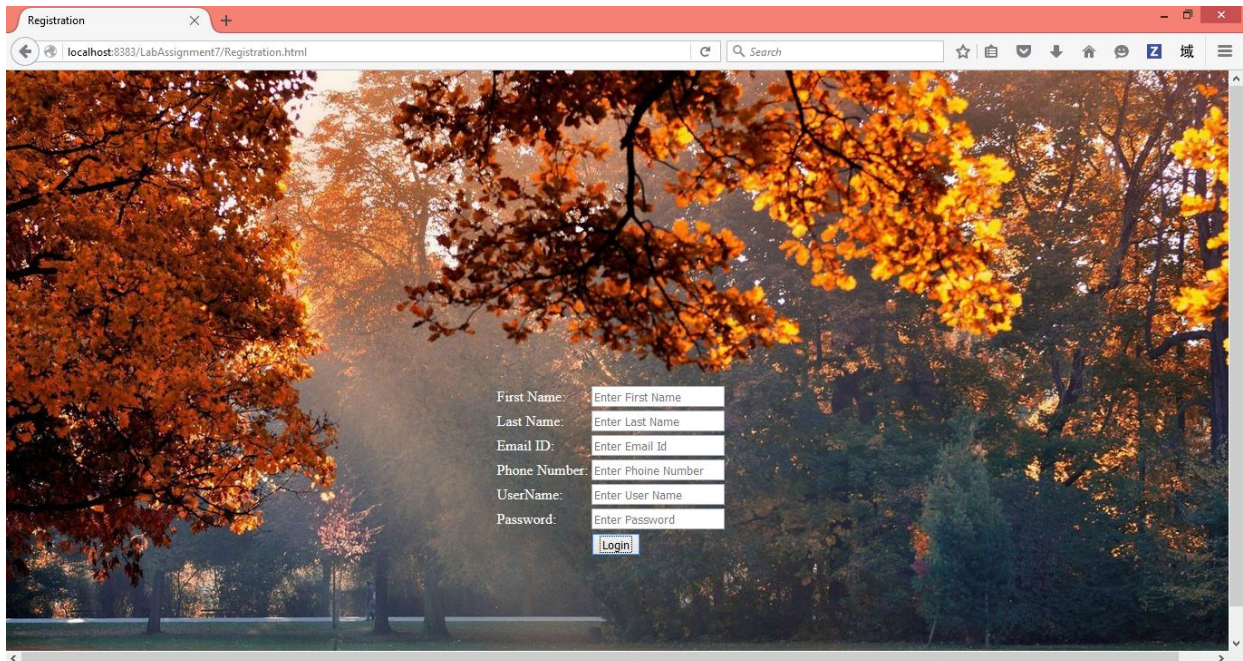 Registration
localhost:8383/LabAssignment7/Registration.html
Search
Z
域
First Name: Enter First Name
Last Name: Enter Last Name
Email ID: Enter Email Id
Phone Number: Enter Phoine Number
UserName: Enter User Name
Password: Enter Password
Login